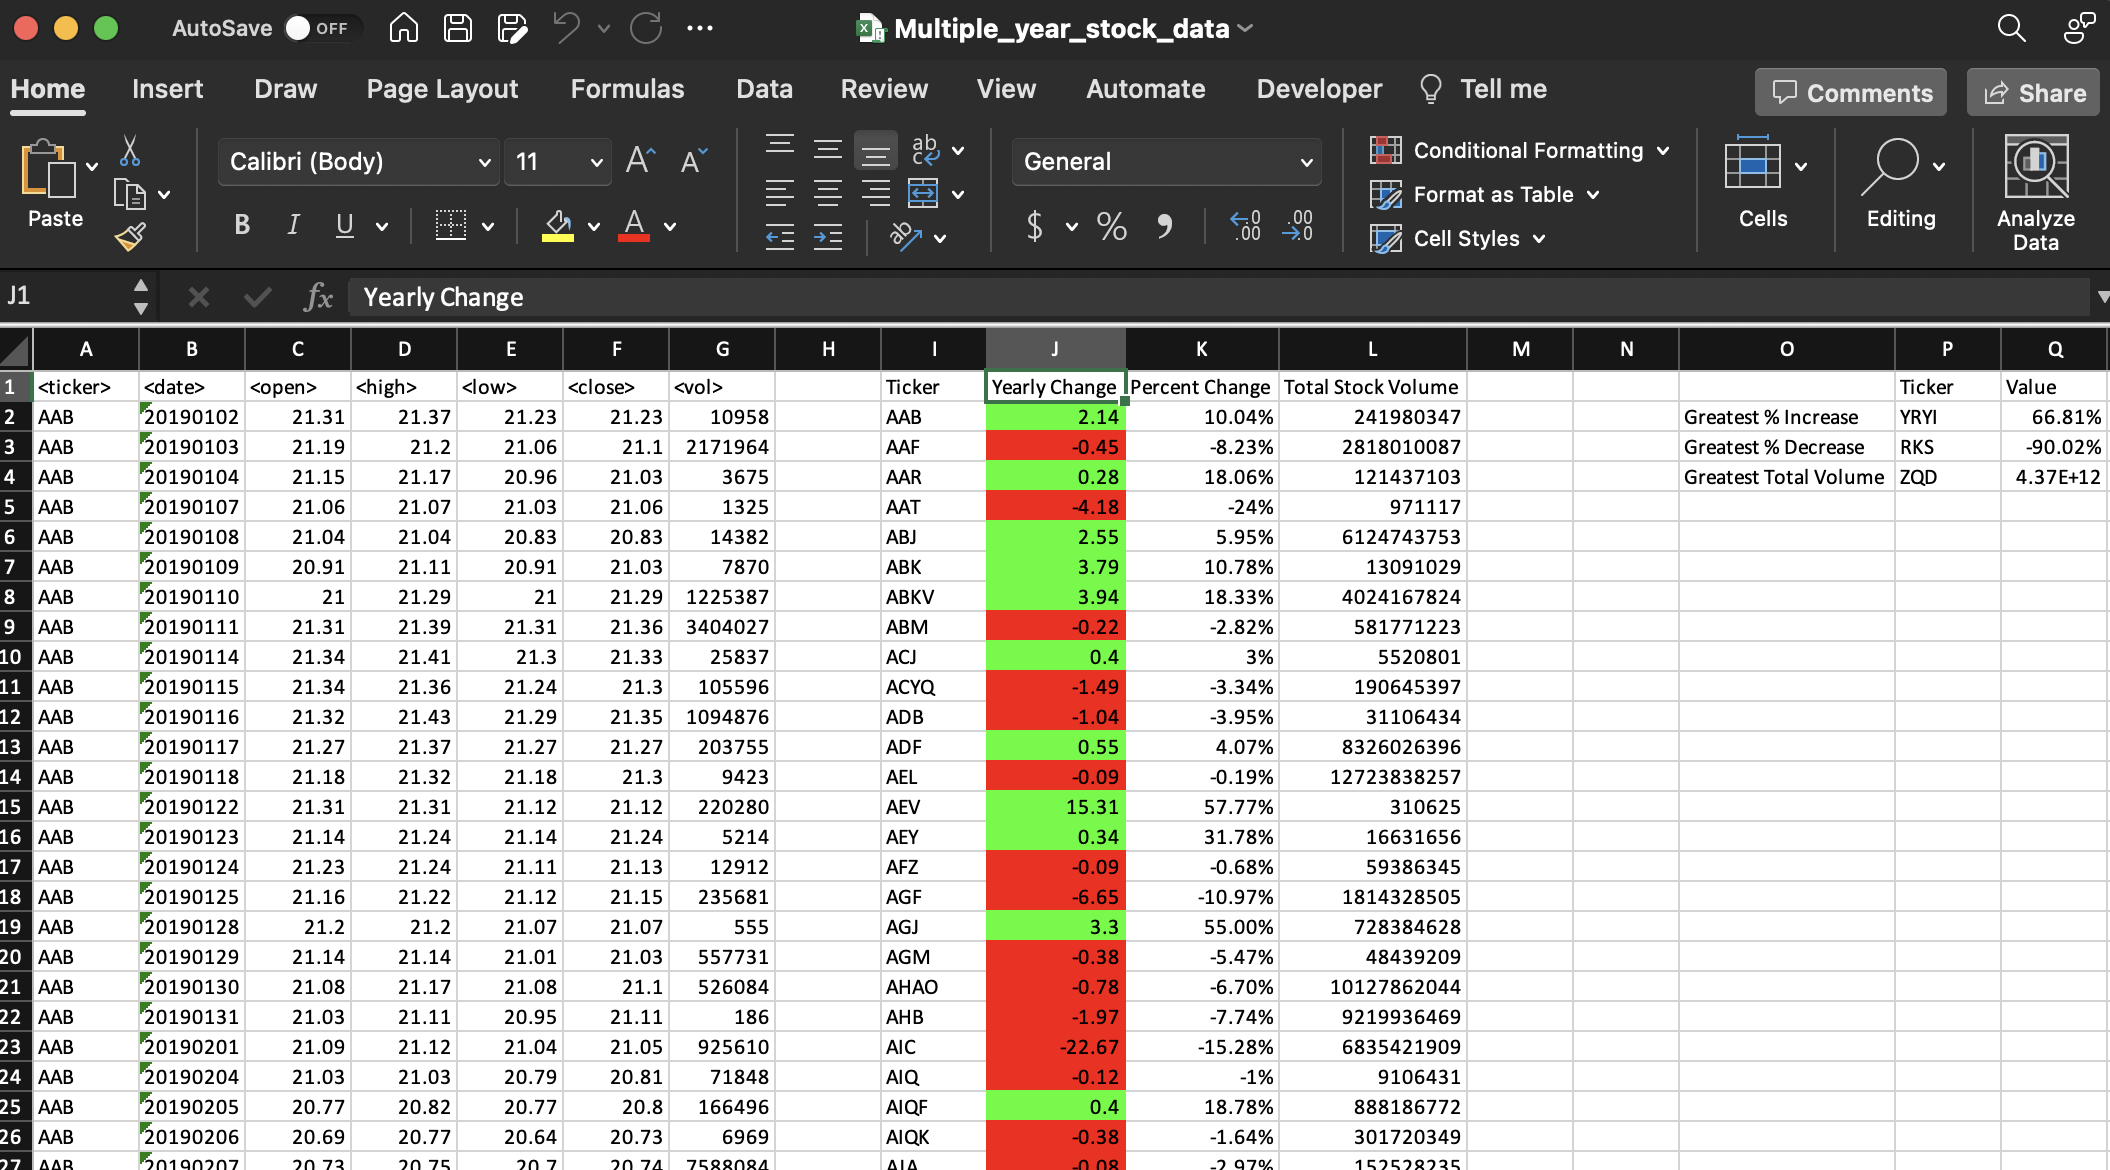 AutoSave OFF Multiple_year_stock_data
Home Insert Draw Page Layout Formulas Data Review View Automate Developer Tell me Comments Share
Paste Calibri (Body) 11 A A ab c General Conditional Formatting Format as Table Cell Styles Cells Editing Analyze Data
B I U A $ % 9 .00 .0
J1 fx Yearly Change
A B C D E F G H I J K L M N O P Q
1 <ticker> <date> <open> <high> <low> <close> <vol> Ticker Yearly Change Percent Change Total Stock Volume Ticker Value
2 AAB 20190102 21.31 21.37 21.23 21.23 10958 AAB 2.14 10.04% 241980347 Greatest % Increase YRYI 66.81%
3 AAB 20190103 21.19 21.2 21.06 21.1 2171964 AAF -0.45 -8.23% 2818010087 Greatest % Decrease RKS -90.02%
4 AAB 20190104 21.15 21.17 20.96 21.03 3675 AAR 0.28 18.06% 121437103 Greatest Total Volume ZQD 4.37E+12
5 AAB 20190107 21.06 21.07 21.03 21.06 1325 AAT -4.18 -24% 971117
6 AAB 20190108 21.04 21.04 20.83 20.83 14382 ABJ 2.55 5.95% 6124743753
7 AAB 20190109 20.91 21.11 20.91 21.03 7870 ABK 3.79 10.78% 13091029
8 AAB 20190110 21 21.29 21 21.29 1225387 ABKV 3.94 18.33% 4024167824
9 AAB 20190111 21.31 21.39 21.31 21.36 3404027 ABM -0.22 -2.82% 581771223
10 AAB 20190114 21.34 21.41 21.3 21.33 25837 ACJ 0.4 3% 5520801
11 AAB 20190115 21.34 21.36 21.24 21.3 105596 ACYQ -1.49 -3.34% 190645397
12 AAB 20190116 21.32 21.43 21.29 21.35 1094876 ADB -1.04 -3.95% 31106434
13 AAB 20190117 21.27 21.37 21.27 21.27 203755 ADF 0.55 4.07% 8326026396
14 AAB 20190118 21.18 21.32 21.18 21.3 9423 AEL -0.09 -0.19% 12723838257
15 AAB 20190122 21.31 21.31 21.12 21.12 220280 AEV 15.31 57.77% 310625
16 AAB 20190123 21.14 21.24 21.14 21.24 5214 AEY 0.34 31.78% 16631656
17 AAB 20190124 21.23 21.24 21.11 21.13 12912 AFZ -0.09 -0.68% 59386345
18 AAB 20190125 21.16 21.22 21.12 21.15 235681 AGF -6.65 -10.97% 1814328505
19 AAB 20190128 21.2 21.2 21.07 21.07 555 AGJ 3.3 55.00% 728384628
20 AAB 20190129 21.14 21.14 21.01 21.03 557731 AGM -0.38 -5.47% 48439209
21 AAB 20190130 21.08 21.17 21.08 21.1 526084 AHAO -0.78 -6.70% 10127862044
22 AAB 20190131 21.03 21.11 20.95 21.11 186 AHB -1.97 -7.74% 9219936469
23 AAB 20190201 21.09 21.12 21.04 21.05 925610 AIC -22.67 -15.28% 6835421909
24 AAB 20190204 21.03 21.03 20.79 20.81 71848 AIQ -0.12 -1% 9106431
25 AAB 20190205 20.77 20.82 20.77 20.8 166496 AIQF 0.4 18.78% 888186772
26 AAB 20190206 20.69 20.77 20.64 20.73 6969 AIQK -0.38 -1.64% 301720349
27 AAB 20190207 20.73 20.75 20.7 20.74 7588084 AJA -0.08 -2.97% 152528235